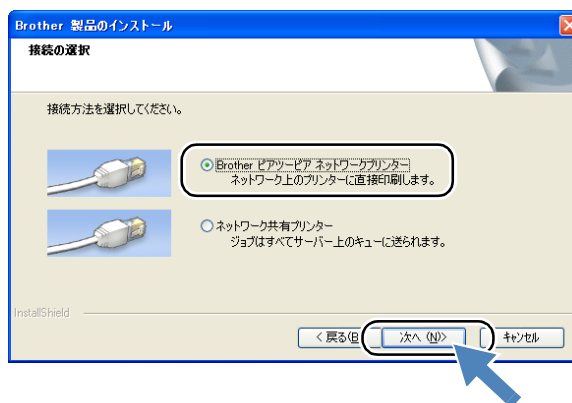 Brother 製品のインストール
接続の選択
接続方法を選択してください。
Brother ピアツーピア ネットワークプリンター
ネットワーク上のプリンターに直接印刷します。
ネットワーク共有プリンター
ジョブはすべてサーバー上のキューに送られます。
InstallShield
< 戻る(B 次へ (N)> キャンセル